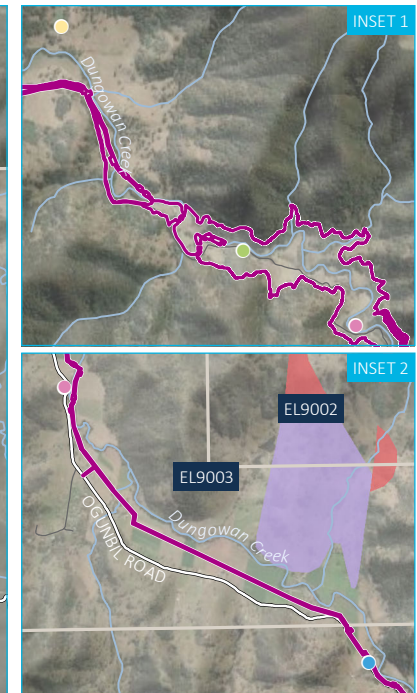 INSET 1
Dungowan Creek
INSET 2
EL9002
EL9003
Dungowan Creek
OGUNBIL ROAD